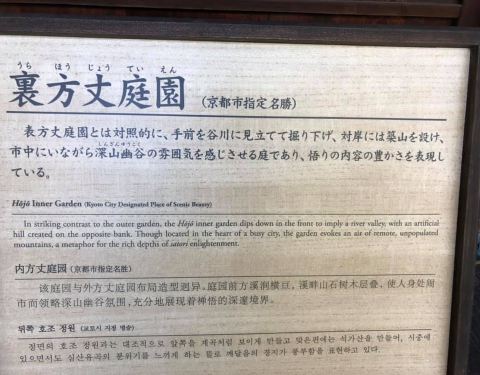 うち ほう じょう てい えん
裏方丈庭園 (京都市指定名勝)
表方丈庭園とは対照的に、手前を谷川に見立てて掘り下げ、対岸には築山を設け、
しんざんゆうこく
市中にいながら深山幽谷の雰囲気を感じさせる庭であり、悟りの内容の豊かさを表現し
ている。
Hōjō Inner Garden (Kyoto City Designated Place of Scenic Beauty)
In striking contrast to the outer garden, the Hōjō inner garden dips down in the front to imply a river valley, with an artificial
hill created on the opposite bank. Though located in the heart of a busy city, the garden evokes an air of remote, unpopulated
mountains, a metaphor for the rich depths of satori enlightenment.
内方丈庭园 (京都市指定名胜)
该庭园与外方丈庭园布局造型迥异。庭园前方溪涧横亘，溪畔山石树木层叠，使人身处闹
市而领略深山幽谷氛围，充分地展现着禅悟的深邃境界。
뒤쪽 호조 정원 (교토시 지정 명승)
정면의 호조 정원과는 대조적으로 앞쪽을 계곡처럼 보이게 만들고 맞은편에는 석가산을 만들어, 시중에
있으면서도 심산유곡의 분위기를 느끼게 하는 뜰로 깨달음의 경지가 풍부함을 표현하고 있다.